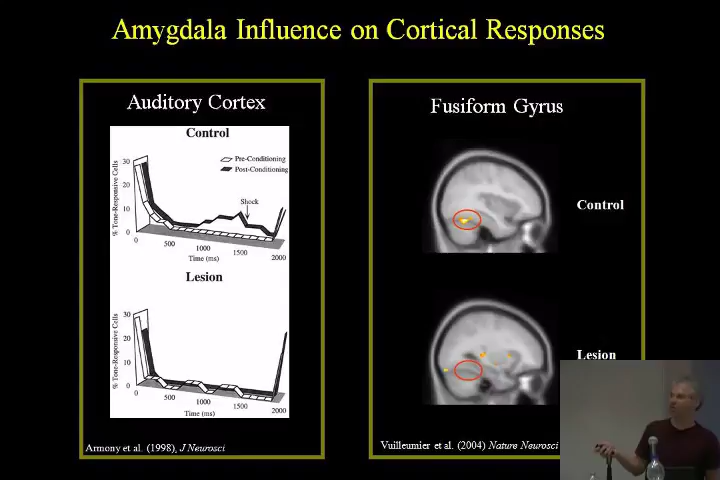 Amygdala Influence on Cortical Responses
Auditory Cortex
Control
Pre-Conditioning
Post-Conditioning
% Tone-Responsive Cells
30
20
10
0
Shock
0
500
1000
1500
2000
Time (ms)
Lesion
% Tone-Responsive Cells
30
20
10
0
0
500
1000
1500
2000
Time (ms)
Armony et al. (1998), J Neurosci
Fusiform Gyrus
Control
Lesion
Vuilleumier et al. (2004) Nature Neurosci